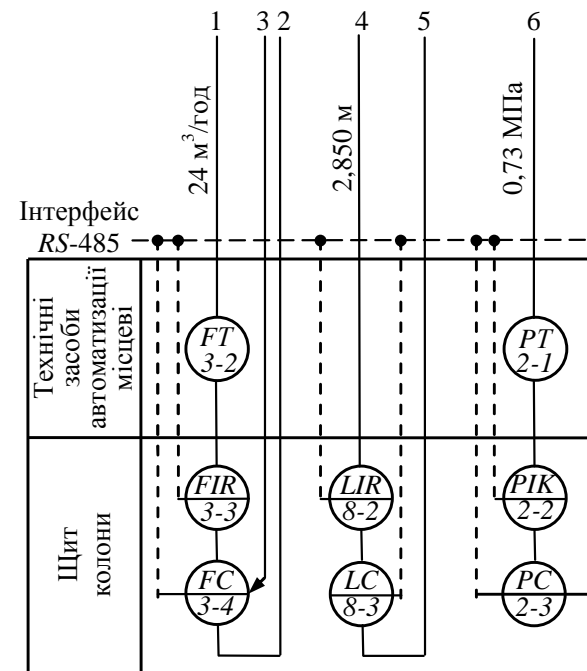 1 3 2 4 5 6
24 м³/год
2,850 м
0,73 МПа
Інтерфейс
RS-485
Технічні
засоби
автоматизації
місцеві
FT
3-2
PT
2-1
Щит
колони
FIR
3-3
LIR
8-2
PIK
2-2
FC
3-4
LC
8-3
PC
2-3